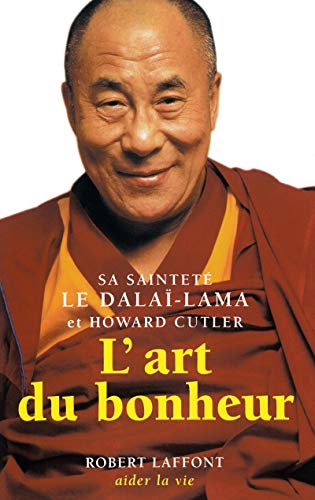 SA SAINTETÉ
LE DALAÏ-LAMA
et HOWARD CUTLER
L'art
du bonheur
ROBERT LAFFONT
aider la vie